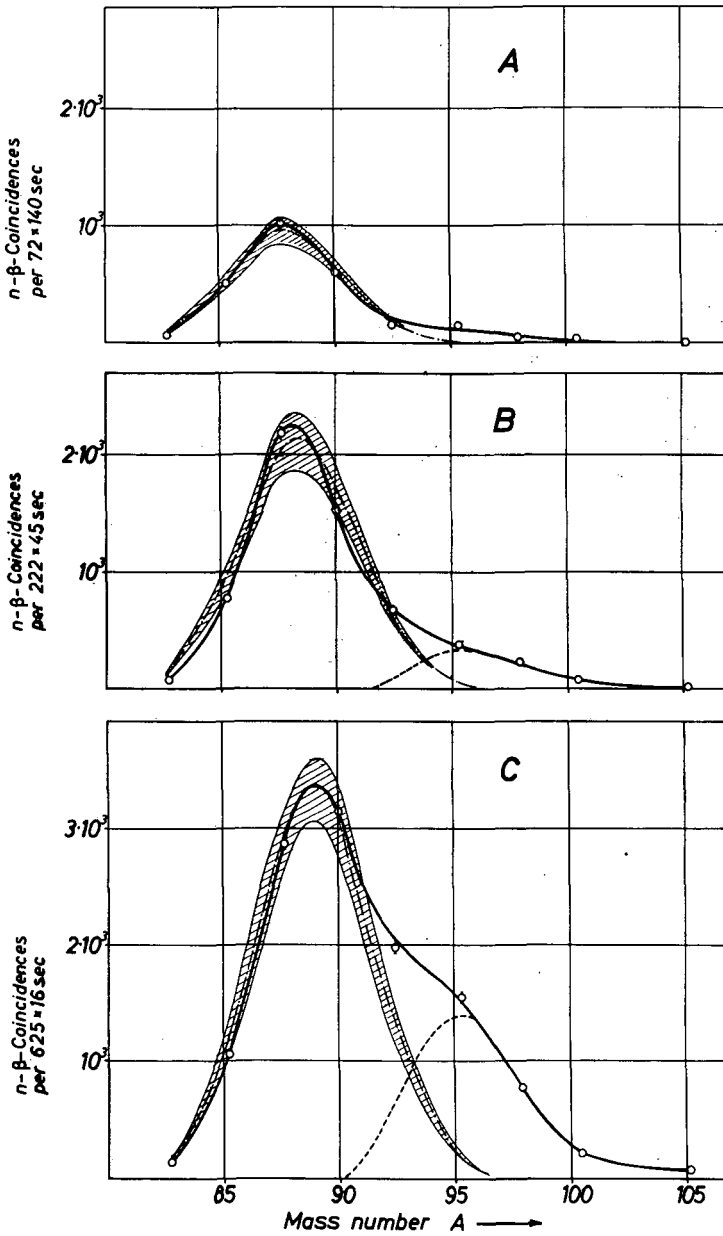 A
2·10³
10³
n-β-Coincidences
per 72×140 sec
B
2·10³
10³
n-β-Coincidences
per 222×45 sec
C
3·10³
2·10³
10³
n-β-Coincidences
per 625×16 sec
85 90 95 100 105
Mass number A